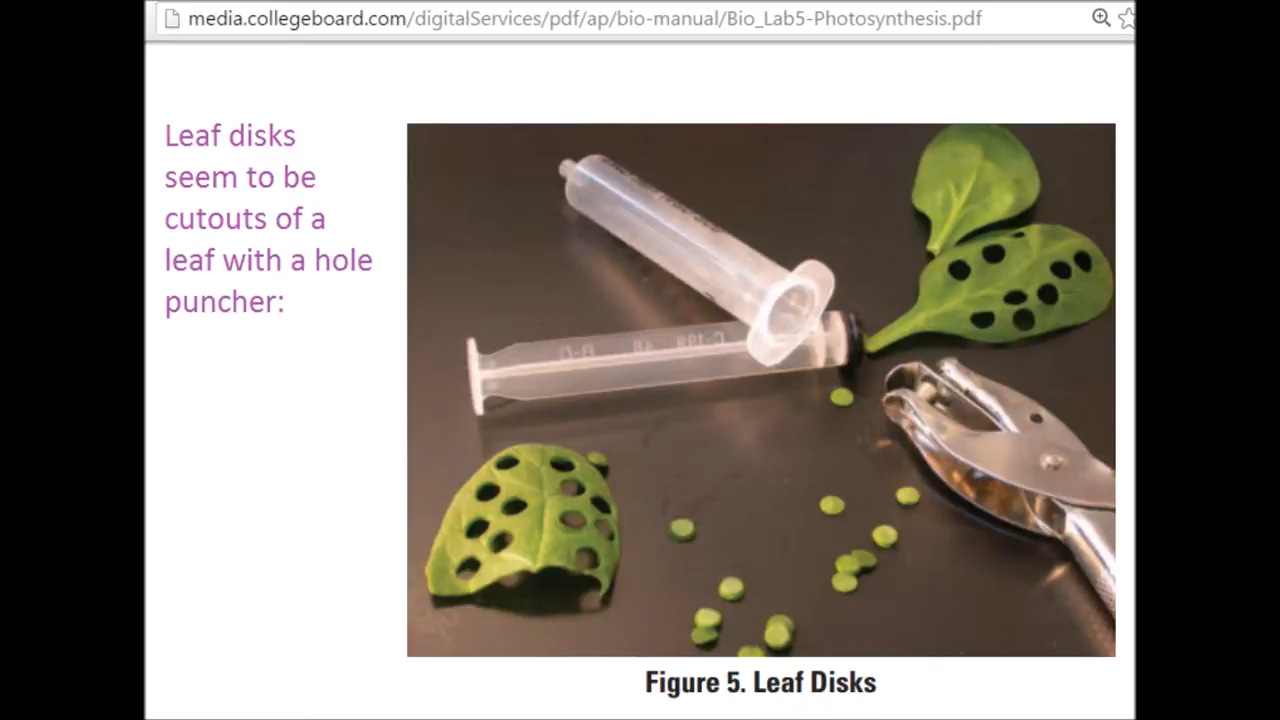 media.collegeboard.com/digitalServices/pdf/ap/bio-manual/Bio_Lab5-Photosynthesis.pdf
Leaf disks
seem to be
cutouts of a
leaf with a hole
puncher:
Figure 5. Leaf Disks